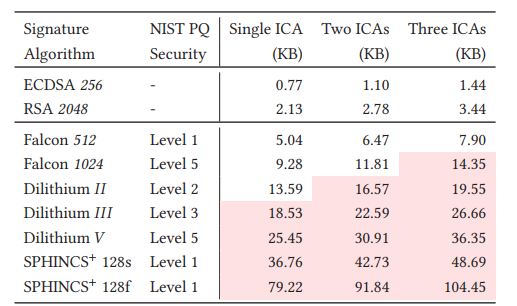 Signature NIST PQ Single ICA Two ICAs Three ICAs
Algorithm Security (KB) (KB) (KB)
ECDSA 256 - 0.77 1.10 1.44
RSA 2048 - 2.13 2.78 3.44
Falcon 512 Level 1 5.04 6.47 7.90
Falcon 1024 Level 5 9.28 11.81 14.35
Dilithium II Level 2 13.59 16.57 19.55
Dilithium III Level 3 18.53 22.59 26.66
Dilithium V Level 5 25.45 30.91 36.35
SPHINCS+ 128s Level 1 36.76 42.73 48.69
SPHINCS+ 128f Level 1 79.22 91.84 104.45